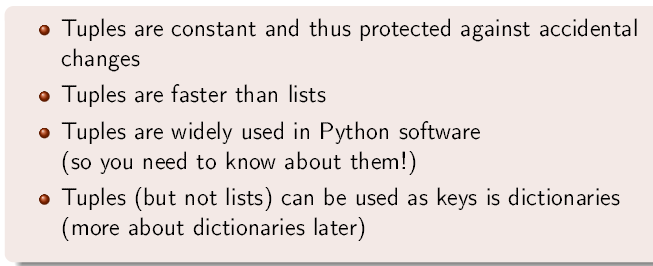 Tuples are constant and thus protected against accidental
changes
Tuples are faster than lists
Tuples are widely used in Python software
(so you need to know about them!)
Tuples (but not lists) can be used as keys is dictionaries
(more about dictionaries later)